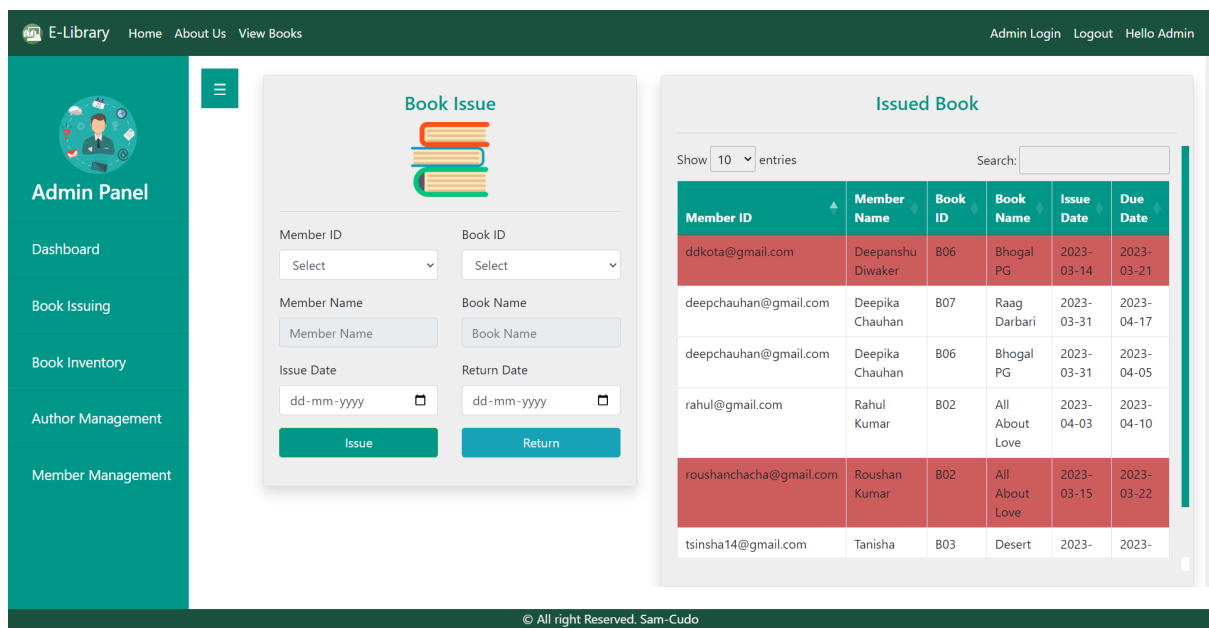 E-Library Home About Us View Books Admin Login Logout Hello Admin
Admin Panel
Dashboard
Book Issuing
Book Inventory
Author Management
Member Management
☰
Book Issue
Member ID Book ID
Select Select
Member Name Book Name
Member Name Book Name
Issue Date Return Date
dd-mm-yyyy dd-mm-yyyy
Issue Return
Issued Book
Show 10 entries Search:
Member Book Book Issue Due
Member ID Name ID Name Date Date
ddkota@gmail.com Deepanshu B06 Bhogal 2023- 2023-
Diwaker PG 03-14 03-21
deepchauhan@gmail.com Deepika B07 Raag 2023- 2023-
Chauhan Darbari 03-31 04-17
deepchauhan@gmail.com Deepika B06 Bhogal 2023- 2023-
Chauhan PG 03-31 04-05
rahul@gmail.com Rahul B02 All 2023- 2023-
Kumar About 04-03 04-10
Love
roushanchacha@gmail.com Roushan B02 All 2023- 2023-
Kumar About 03-15 03-22
Love
tsinsha14@gmail.com Tanisha B03 Desert 2023- 2023-
© All right Reserved. Sam-Cudo